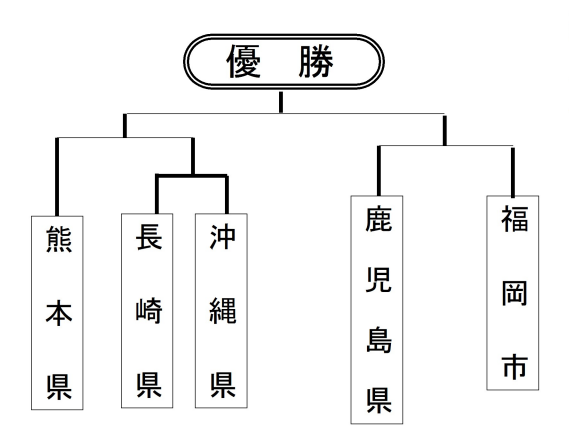 優 勝
熊本県
長崎県
沖縄県
鹿児島県
福岡市